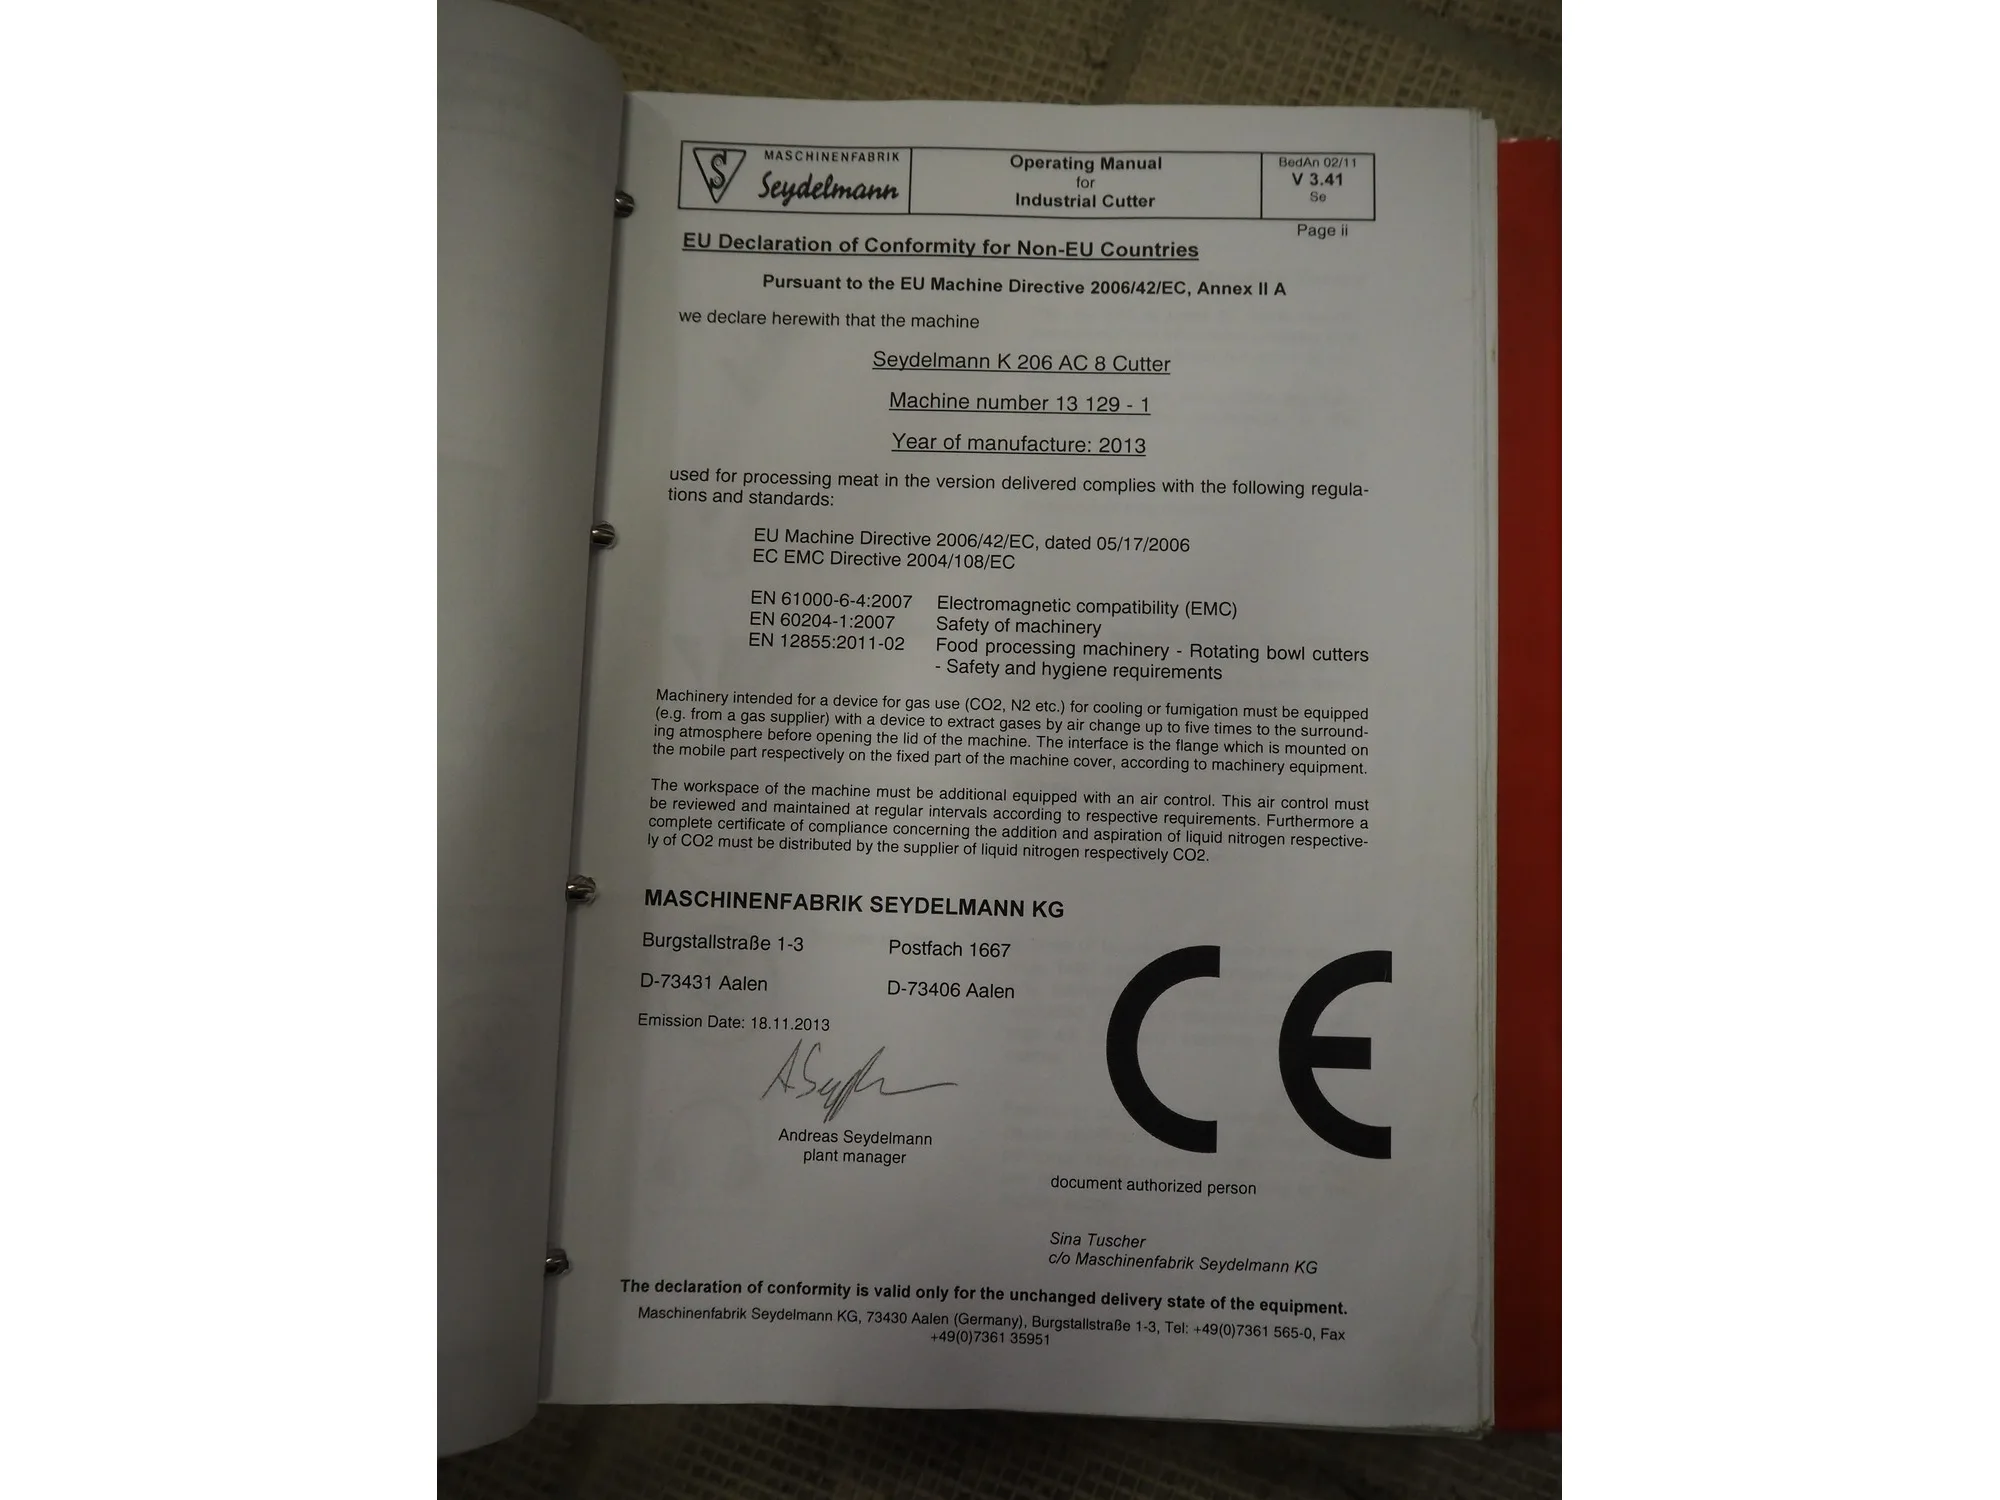 S
MASCHINENFABRIK
Seydelmann
Operating Manual
for
Industrial Cutter
BedAn 02/11
V 3.41
Se
Page ii
EU Declaration of Conformity for Non-EU Countries
Pursuant to the EU Machine Directive 2006/42/EC, Annex II A
we declare herewith that the machine
Seydelmann K 206 AC 8 Cutter
Machine number 13 129 - 1
Year of manufacture: 2013
used for processing meat in the version delivered complies with the following regula-
tions and standards:
EU Machine Directive 2006/42/EC, dated 05/17/2006
EC EMC Directive 2004/108/EC
EN 61000-6-4:2007 Electromagnetic compatibility (EMC)
EN 60204-1:2007 Safety of machinery
EN 12855:2011-02 Food processing machinery - Rotating bowl cutters
- Safety and hygiene requirements
Machinery intended for a device for gas use (CO2, N2 etc.) for cooling or fumigation must be equipped
(e.g. from a gas supplier) with a device to extract gases by air change up to five times to the surround-
ing atmosphere before opening the lid of the machine. The interface is the flange which is mounted on
the mobile part respectively on the fixed part of the machine cover, according to machinery equipment.
The workspace of the machine must be additional equipped with an air control. This air control must
be reviewed and maintained at regular intervals according to respective requirements. Furthermore a
complete certificate of compliance concerning the addition and aspiration of liquid nitrogen respective-
ly of CO2 must be distributed by the supplier of liquid nitrogen respectively CO2.
MASCHINENFABRIK SEYDELMANN KG
Burgstallstraße 1-3 Postfach 1667
D-73431 Aalen D-73406 Aalen
Emission Date: 18.11.2013
CE
Andreas Seydelmann
plant manager
document authorized person
Sina Tuscher
c/o Maschinenfabrik Seydelmann KG
The declaration of conformity is valid only for the unchanged delivery state of the equipment.
Maschinenfabrik Seydelmann KG, 73430 Aalen (Germany), Burgstallstraße 1-3, Tel: +49(0)7361 565-0, Fax
+49(0)7361 35951